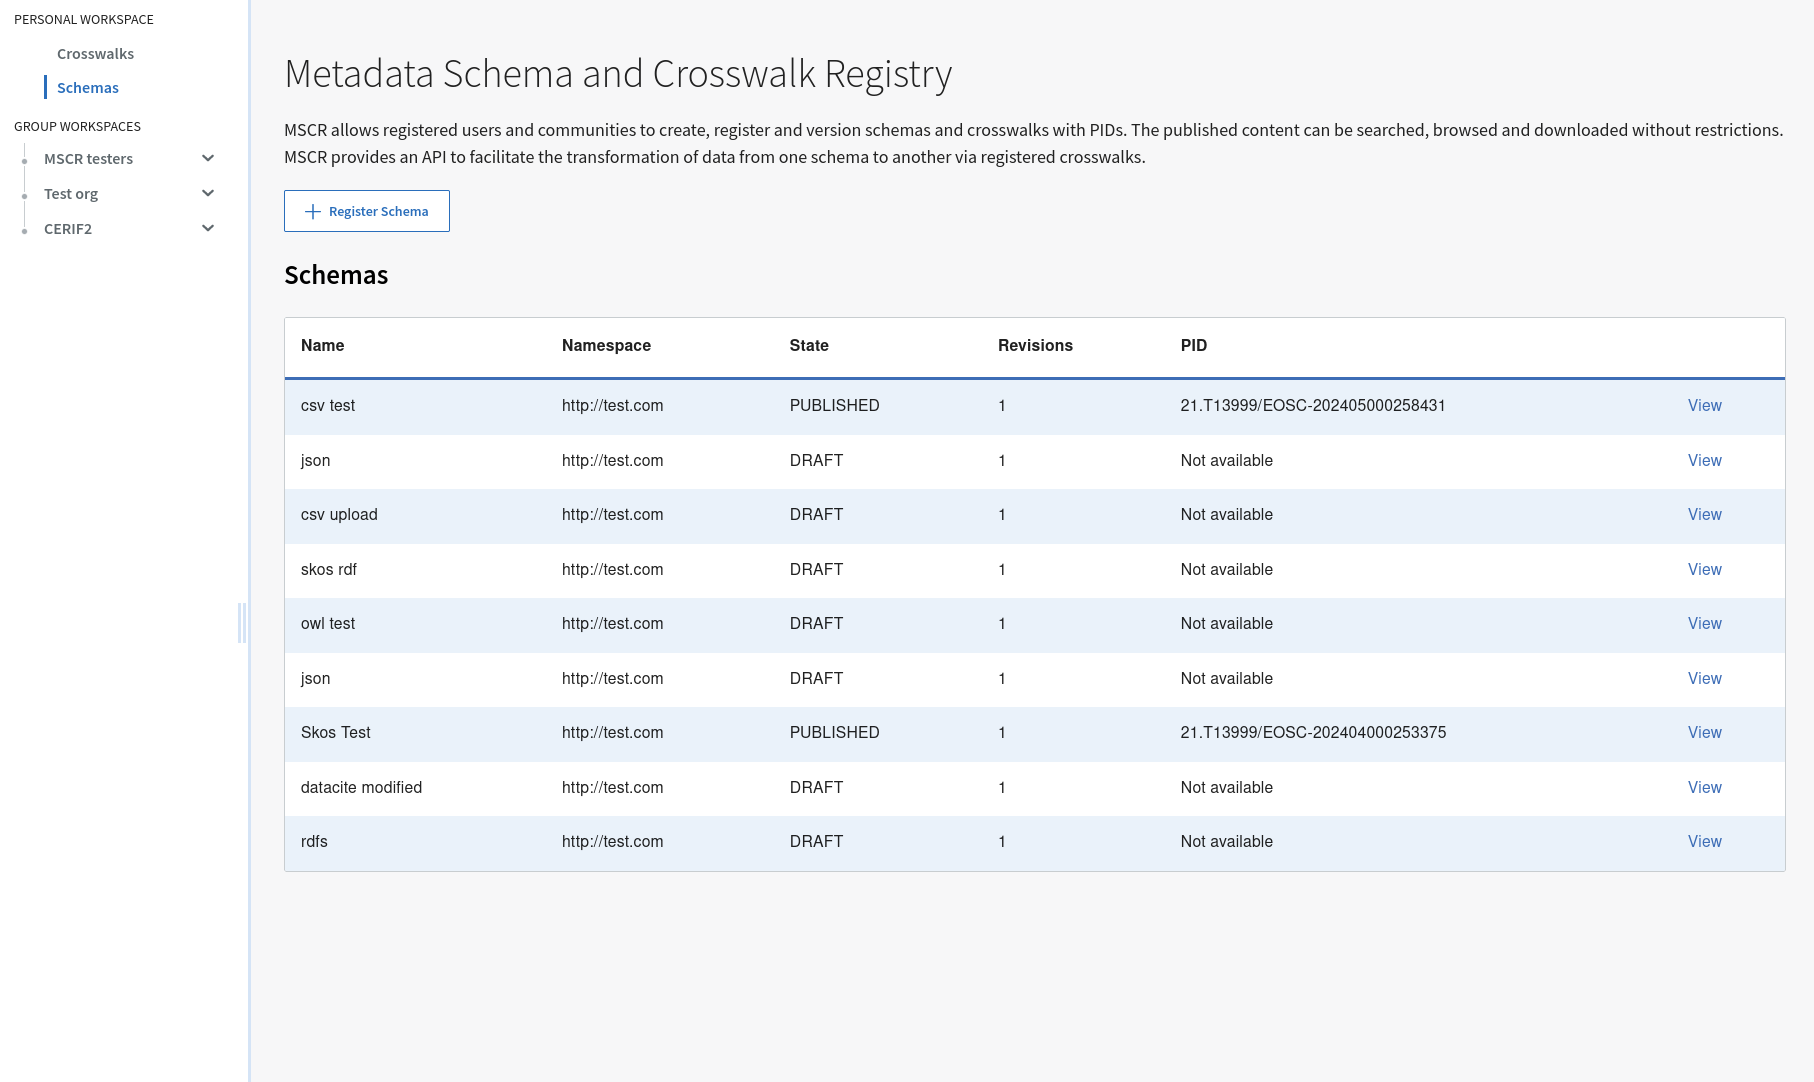 PERSONAL WORKSPACE
Crosswalks
Schemas
GROUP WORKSPACES
MSCR testers
Test org
CERIF2
Metadata Schema and Crosswalk Registry
MSCR allows registered users and communities to create, register and version schemas and crosswalks with PIDs. The published content can be searched, browsed and downloaded without restrictions.
MSCR provides an API to facilitate the transformation of data from one schema to another via registered crosswalks.
Register Schema
Schemas
Name Namespace State Revisions PID
csv test http://test.com PUBLISHED 1 21.T13999/EOSC-202405000258431 View
json http://test.com DRAFT 1 Not available View
csv upload http://test.com DRAFT 1 Not available View
skos rdf http://test.com DRAFT 1 Not available View
owl test http://test.com DRAFT 1 Not available View
json http://test.com DRAFT 1 Not available View
Skos Test http://test.com PUBLISHED 1 21.T13999/EOSC-202404000253375 View
datacite modified http://test.com DRAFT 1 Not available View
rdfs http://test.com DRAFT 1 Not available View